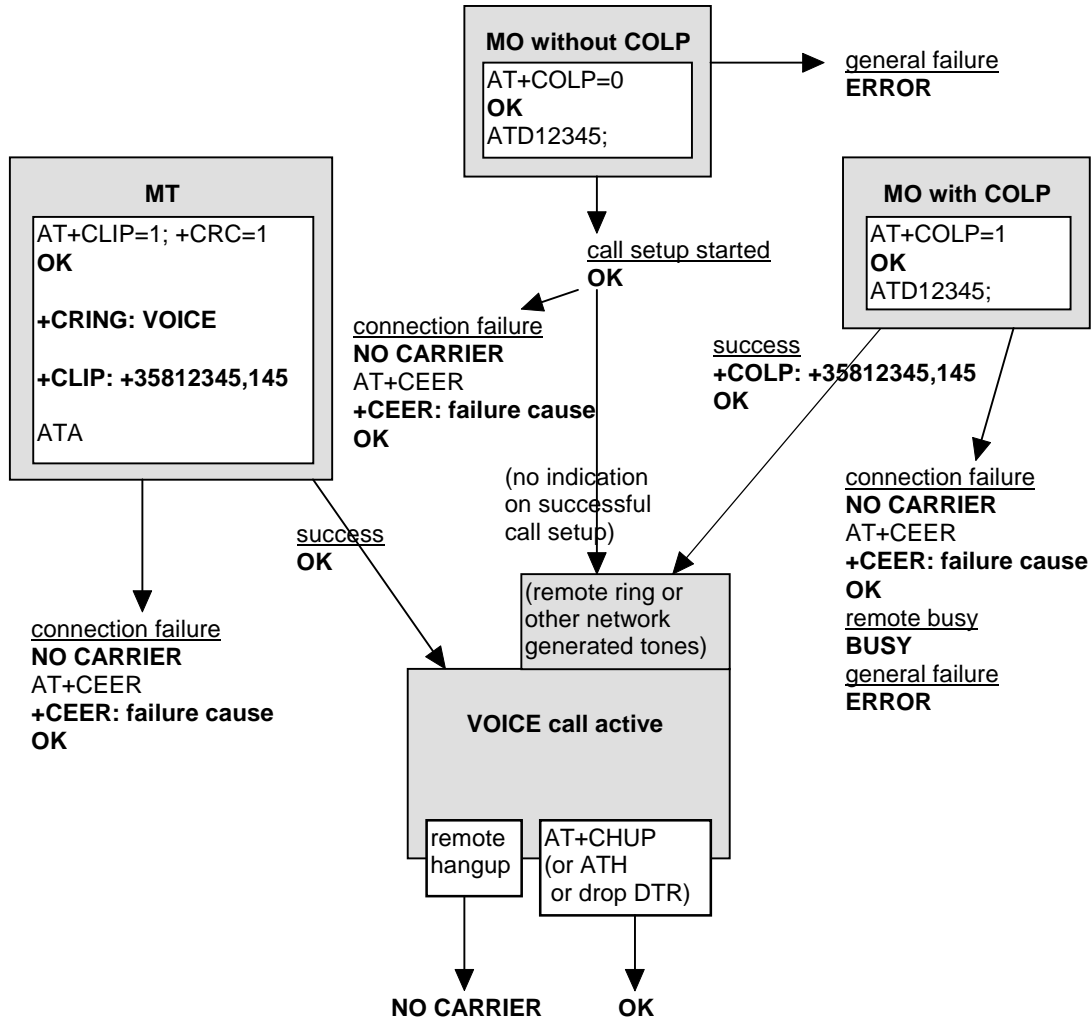 MO without COLP
AT+COLP=0
OK
ATD12345;
general failure
ERROR
MT
AT+CLIP=1; +CRC=1
OK
+CRING: VOICE
+CLIP: +35812345,145
ATA
MO with COLP
AT+COLP=1
OK
ATD12345;
call setup started
OK
connection failure
NO CARRIER
AT+CEER
+CEER: failure cause
OK
success
+COLP: +35812345,145
OK
(no indication
on successful
call setup)
success
OK
connection failure
NO CARRIER
AT+CEER
+CEER: failure cause
OK
remote busy
BUSY
general failure
ERROR
connection failure
NO CARRIER
AT+CEER
+CEER: failure cause
OK
(remote ring or
other network
generated tones)
VOICE call active
remote
hangup
AT+CHUP
(or ATH
or drop DTR)
NO CARRIER
OK